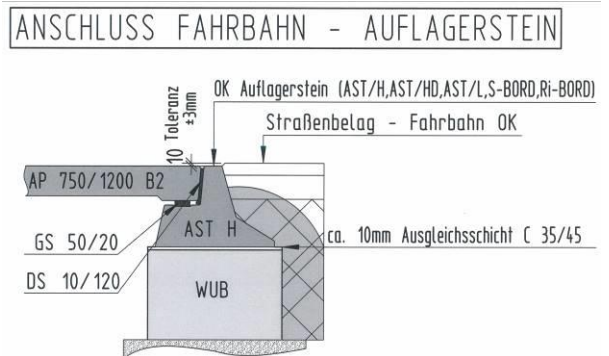 ANSCHLUSS FAHRBAHN - AUFLAGERSTEIN
OK Auflagerstein (AST/H,AST/HD,AST/L,S-BORD,Ri-BORD)
10 Toleranz
±3mm
Straßenbelag - Fahrbahn OK
AP 750/1200 B2
GS 50/20
AST H
ca. 10mm Ausgleichsschicht C 35/45
DS 10/120
WUB